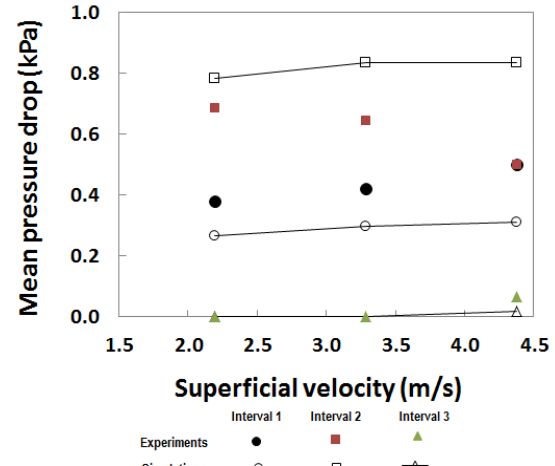 Mean pressure drop (kPa)
1.0
0.8
0.6
0.4
0.2
0.0
1.5 2.0 2.5 3.0 3.5 4.0 4.5
Superficial velocity (m/s)
Interval 1 Interval 2 Interval 3
Experiments